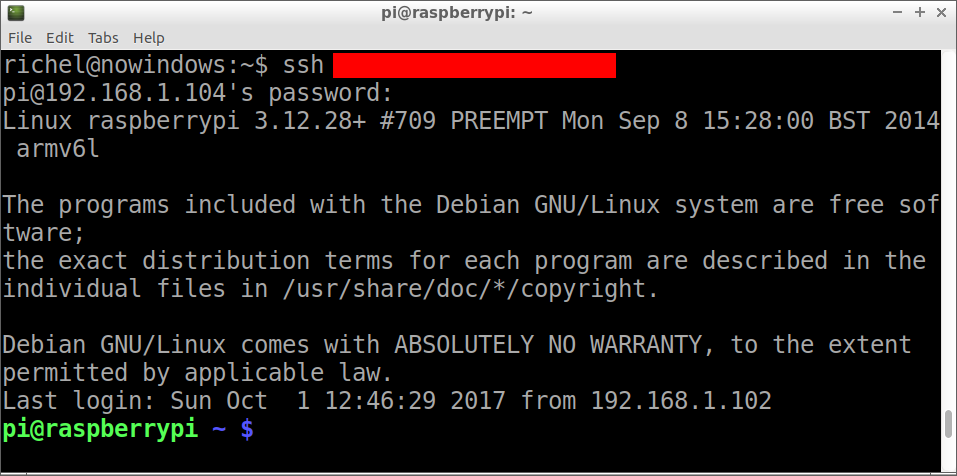 pi@raspberrypi: ~
File Edit Tabs Help
richel@nowindows:~$ ssh
pi@192.168.1.104's password:
Linux raspberrypi 3.12.28+ #709 PREEMPT Mon Sep 8 15:28:00 BST 2014
 armv6l
The programs included with the Debian GNU/Linux system are free sof
tware;
the exact distribution terms for each program are described in the
individual files in /usr/share/doc/*/copyright.
Debian GNU/Linux comes with ABSOLUTELY NO WARRANTY, to the extent
permitted by applicable law.
Last login: Sun Oct  1 12:46:29 2017 from 192.168.1.102
pi@raspberrypi ~ $